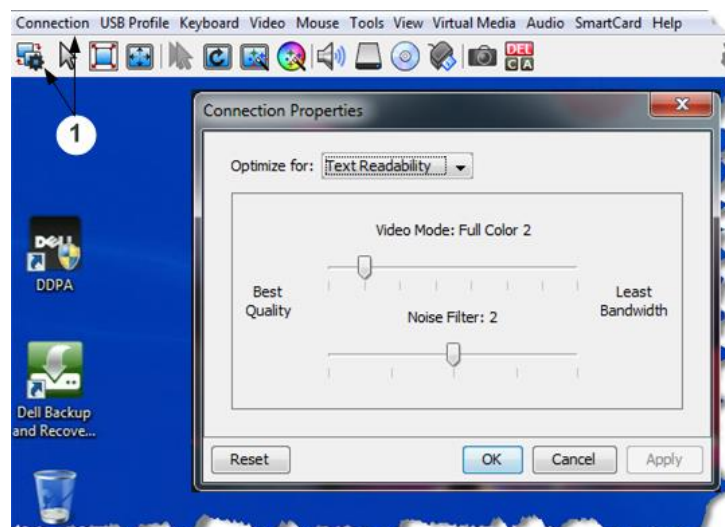 Connection USB Profile Keyboard Video Mouse Tools View Virtual Media Audio SmartCard Help
DEL
C A
1
Connection Properties
Optimize for: Text Readability
Video Mode: Full Color 2
Best
Quality
Least
Bandwidth
Noise Filter: 2
Reset OK Cancel Apply
DELL
DDPA
Dell Backup
and Recove...